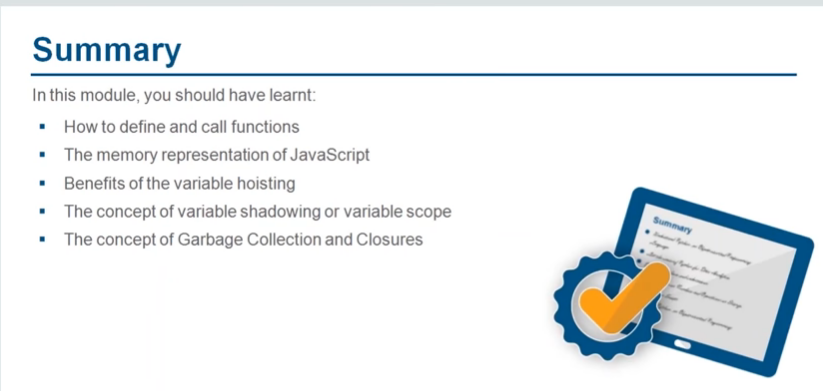 Summary
In this module, you should have learnt:
▪ How to define and call functions
▪ The memory representation of JavaScript
▪ Benefits of the variable hoisting
▪ The concept of variable shadowing or variable scope
▪ The concept of Garbage Collection and Closures
Summary